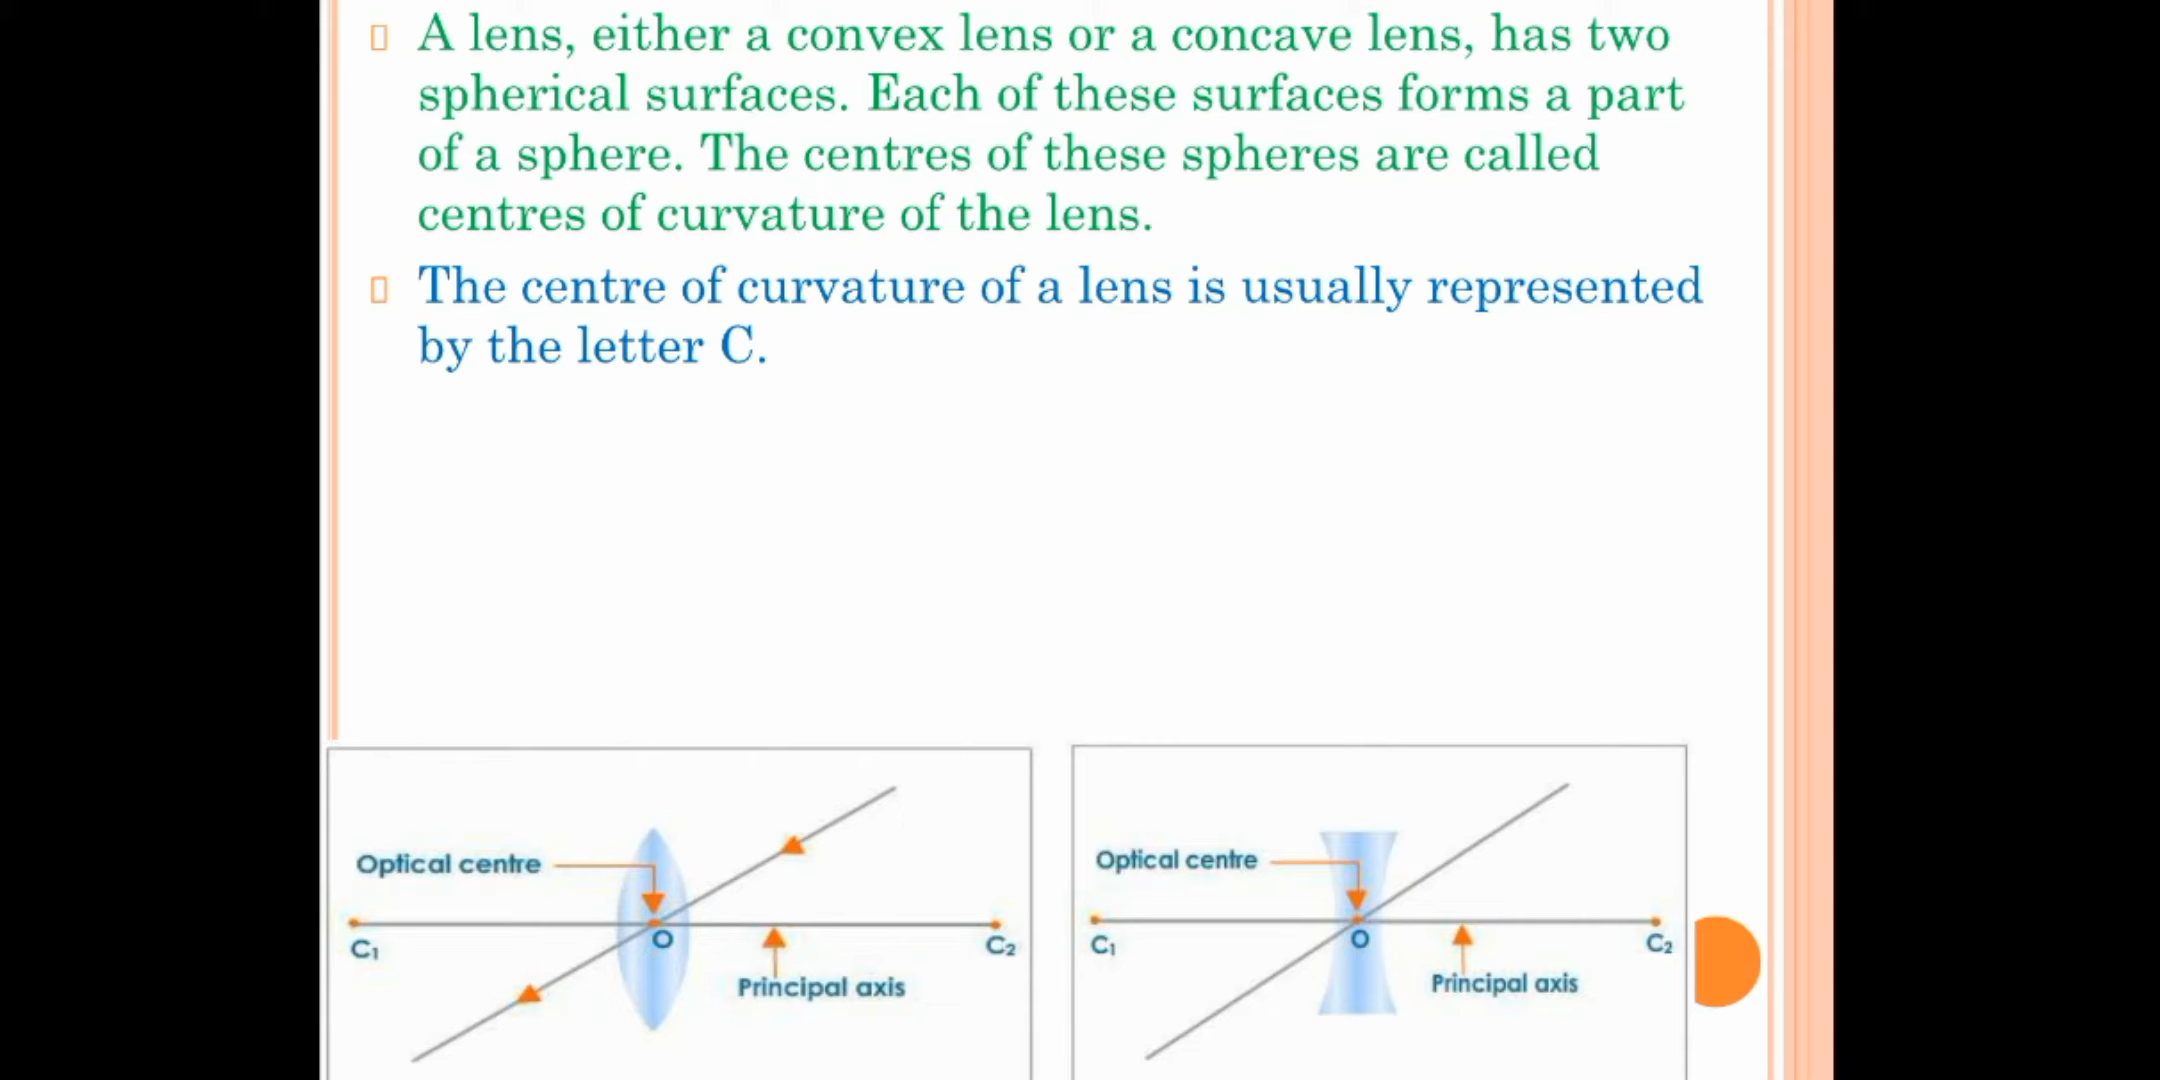 A lens, either a convex lens or a concave lens, has two
spherical surfaces. Each of these surfaces forms a part
of a sphere. The centres of these spheres are called
centres of curvature of the lens.
The centre of curvature of a lens is usually represented
by the letter C.
Optical centre
C₁
O
C₂
Principal axis
Optical centre
C₁
O
C₂
Principal axis